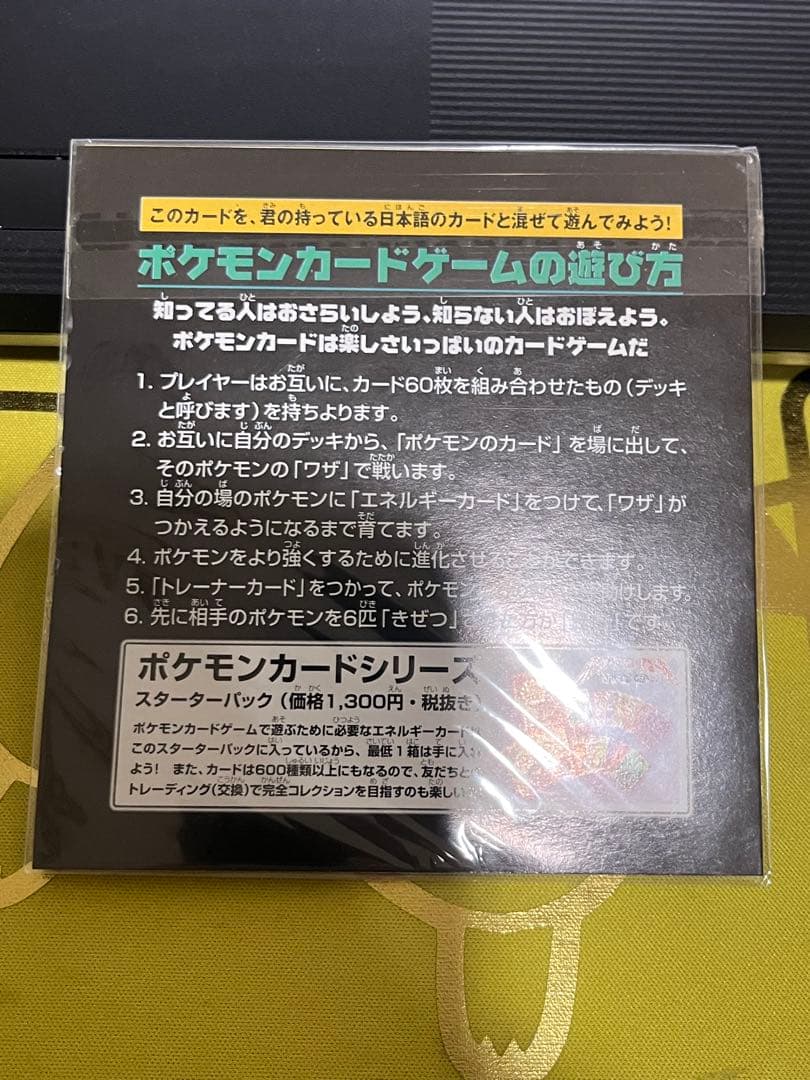 このカードを、君の持っている日本語のカードと混ぜて遊んでみよう!
ポケモンカードゲームの遊び方
知ってる人はおさらいしよう、知らない人はおぼえよう。
ポケモンカードは楽しさいっぱいのカードゲームだ
1. プレイヤーはお互いに、カード60枚を組み合わせたもの(デッキ
と呼びます)を持ちよります。
2. お互いに自分のデッキから、「ポケモンのカード」を場に出して、
そのポケモンの「ワザ」で戦います。
3. 自分の場のポケモンに「エネルギーカード」をつけて、「ワザ」が
つかえるようになるまで育てます。
4. ポケモンをより強くするために進化させることができます。
5. 「トレーナーカード」をつかって、ポケモン けします。
6. 先に相手のポケモンを6匹「きぜつ」 です。
ポケモンカードシリーズ
スターターパック(価格1,300円・税抜き)
ポケモンカードゲームで遊ぶために必要なエネルギーカード
このスターターパックに入っているから、最低1箱は手に入
よう! また、カードは600種類以上にもなるので、友だちと
トレーディング(交換)で完全コレクションを目指すのも楽しい